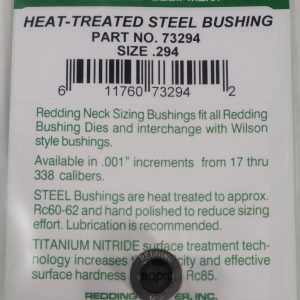 HEAT-TREATED STEEL BUSHING
PART NO. 73294
SIZE .294
6 11760 73294 2
Redding Neck Sizing Bushings fit all Redding
Bushing Dies and interchange with Wilson
style bushings.
Available in .001" increments from 17 thru
338 calibers.
STEEL Bushings are heat treated to approx.
Rc60-62 and hand polished to reduce sizing
effort. Lubrication is recommended.
TITANIUM NITRIDE surface treatment tech-
nology increases and effective
surface hardness Rc85.
REDDING